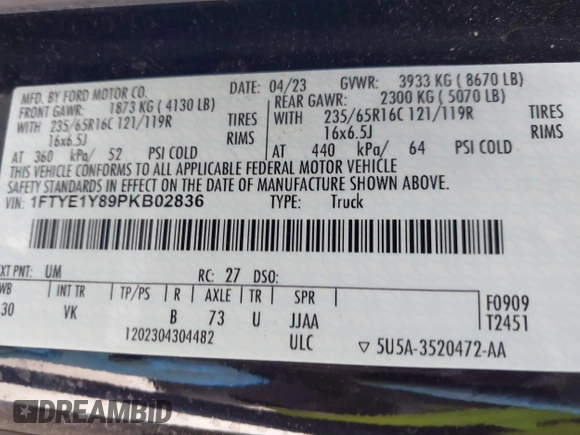 MFD. BY FORD MOTOR CO. DATE: 04/23 GVWR: 3933 KG ( 8670 LB)
FRONT GAWR: 1873 KG ( 4130 LB) REAR GAWR: 2300 KG ( 5070 LB)
WITH 235/65R16C 121/119R TIRES WITH 235/65R16C 121/119R TIRES
16x6.5J RIMS 16x6.5J RIMS
AT 360 kPa/ 52 PSI COLD AT 440 kPa/ 64 PSI COLD
THIS VEHICLE CONFORMS TO ALL APPLICABLE FEDERAL MOTOR VEHICLE
SAFETY STANDARDS IN EFFECT ON THE DATE OF MANUFACTURE SHOWN ABOVE.
VIN: 1FTYE1Y89PKB02836 TYPE: Truck
XT PNT: UM RC: 27 DSO:
WB INT TR TP/PS R AXLE TR SPR F0909
30 VK B 73 U JJAA T2451
1202304304482 ULC ▽ 5U5A-3520472-AA
DREAMBID